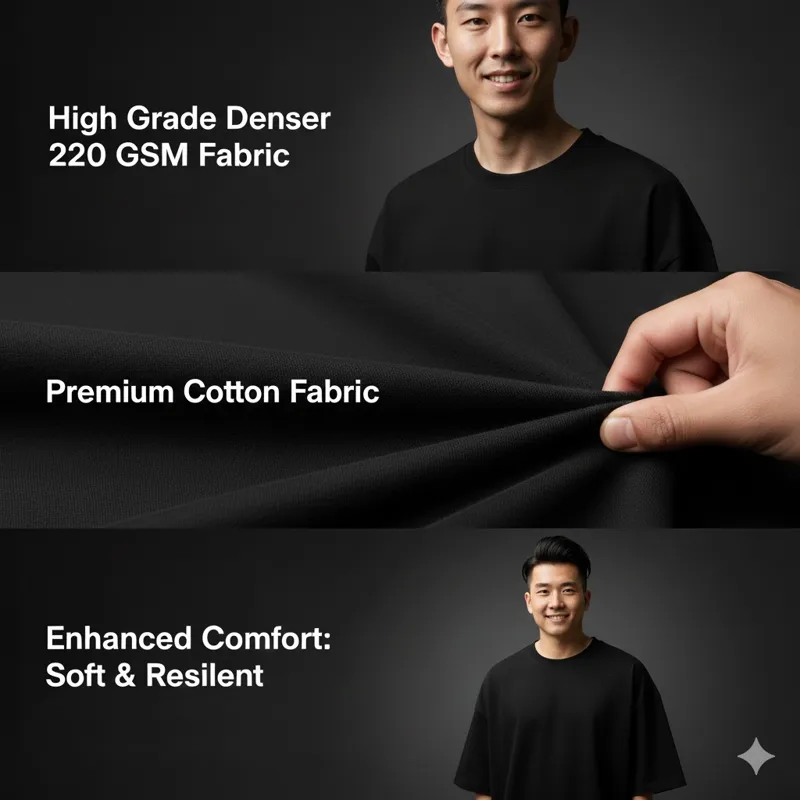 High Grade Denser
220 GSM Fabric
Premium Cotton Fabric
Enhanced Comfort:
Soft & Resilent